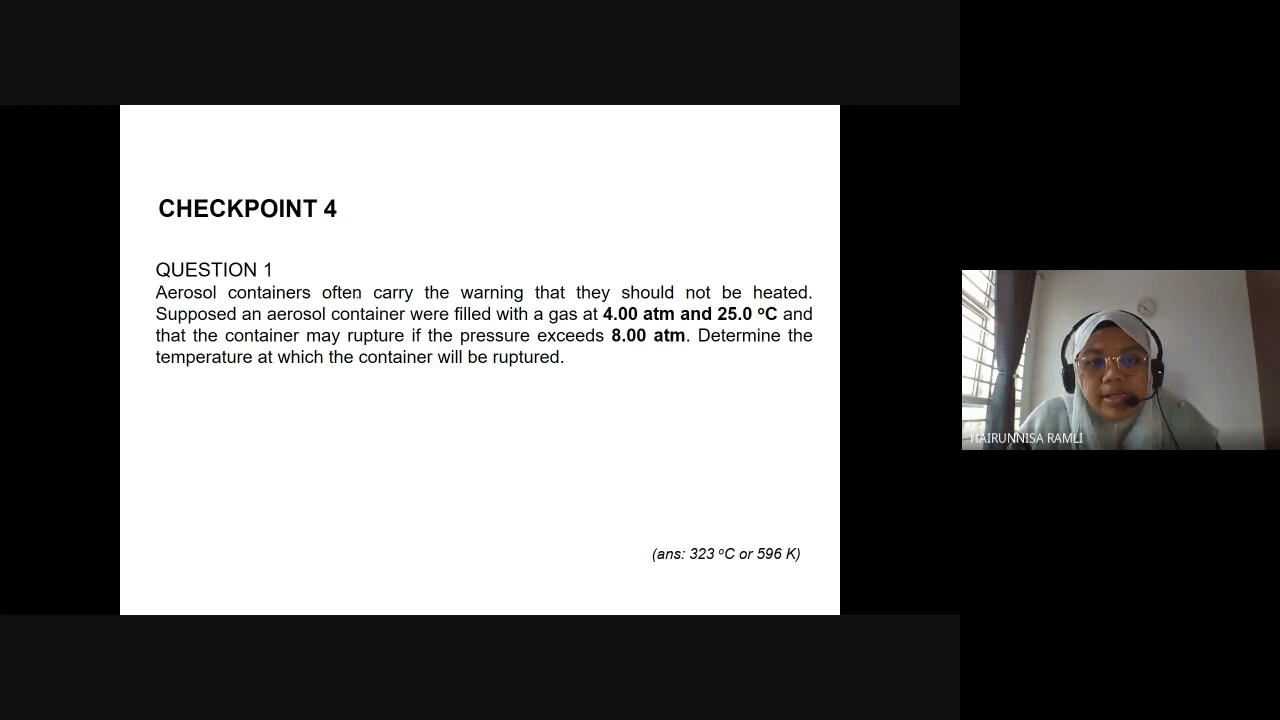 CHECKPOINT 4
QUESTION 1
Aerosol containers often carry the warning that they should not be heated.
Supposed an aerosol container were filled with a gas at 4.00 atm and 25.0 ºC and
that the container may rupture if the pressure exceeds 8.00 atm. Determine the
temperature at which the container will be ruptured.
HAIRUNNISA RAMLI
(ans: 323 ºC or 596 K)